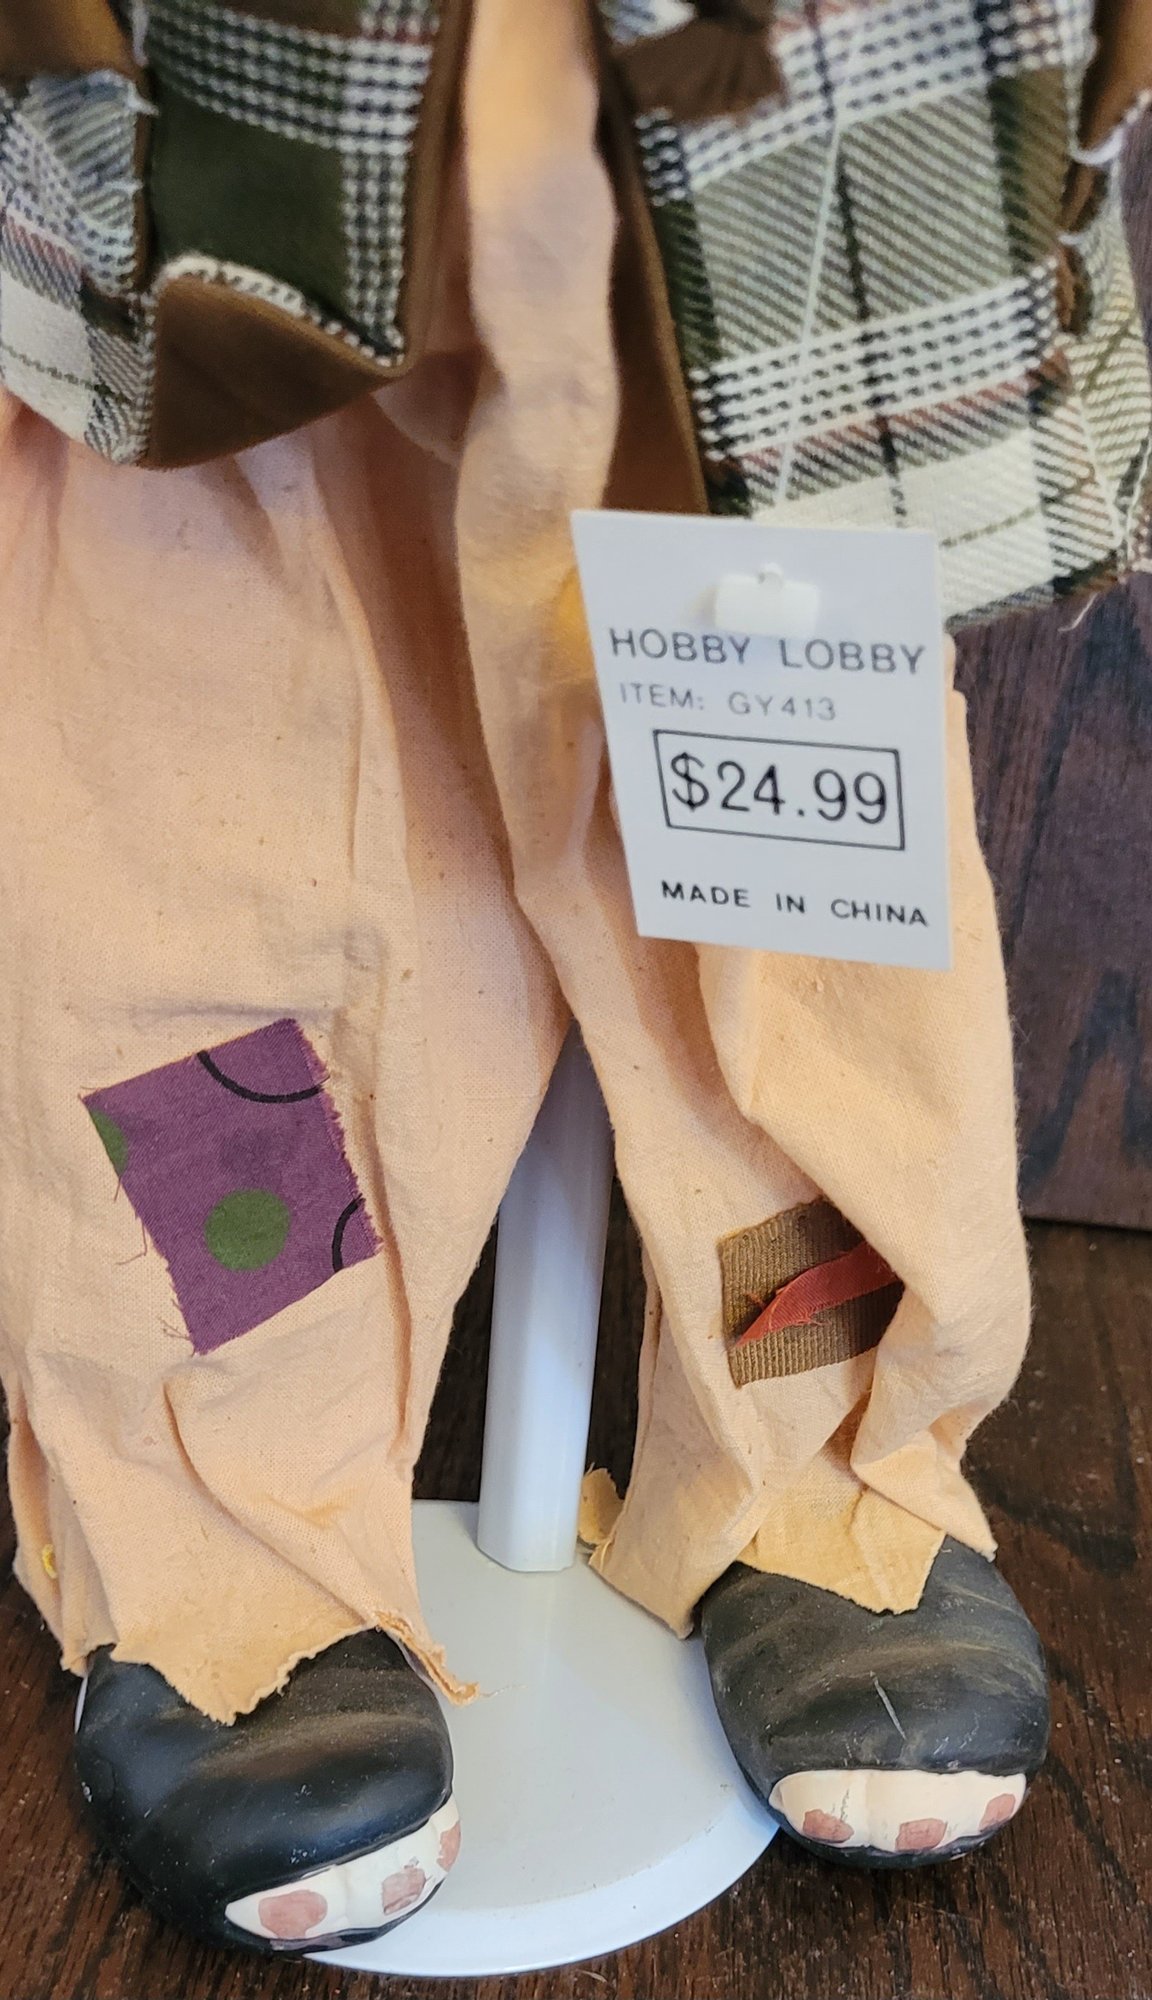 HOBBY LOBBY
ITEM: GY413
$24.99
MADE IN CHINA